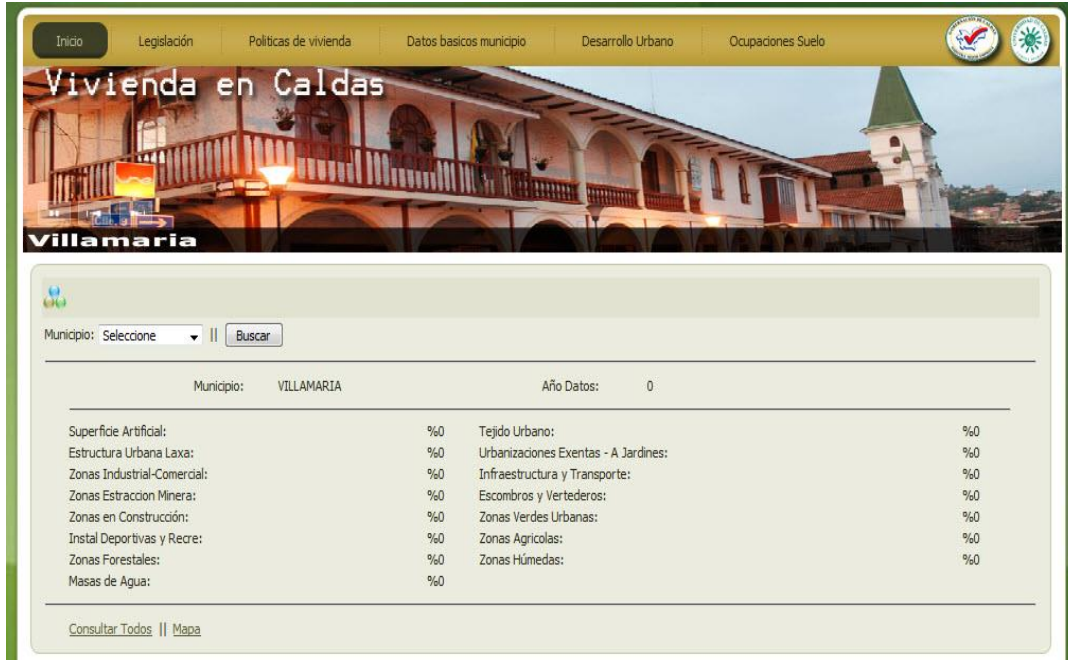 Inicio Legislación Politicas de vivienda Datos basicos municipio Desarrollo Urbano Ocupaciones Suelo
Vivienda en Caldas
Villamaria
Municipio: Seleccione || Buscar
Municipio: VILLAMARIA Año Datos: 0
Superficie Artificial: %0 Tejido Urbano: %0
Estructura Urbana Laxa: %0 Urbanizaciones Exentas - A Jardines: %0
Zonas Industrial-Comercial: %0 Infraestructura y Transporte: %0
Zonas Estraccion Minera: %0 Escombros y Vertederos: %0
Zonas en Construcción: %0 Zonas Verdes Urbanas: %0
Instal Deportivas y Recre: %0 Zonas Agricolas: %0
Zonas Forestales: %0 Zonas Húmedas: %0
Masas de Agua: %0
Consultar Todos || Mapa